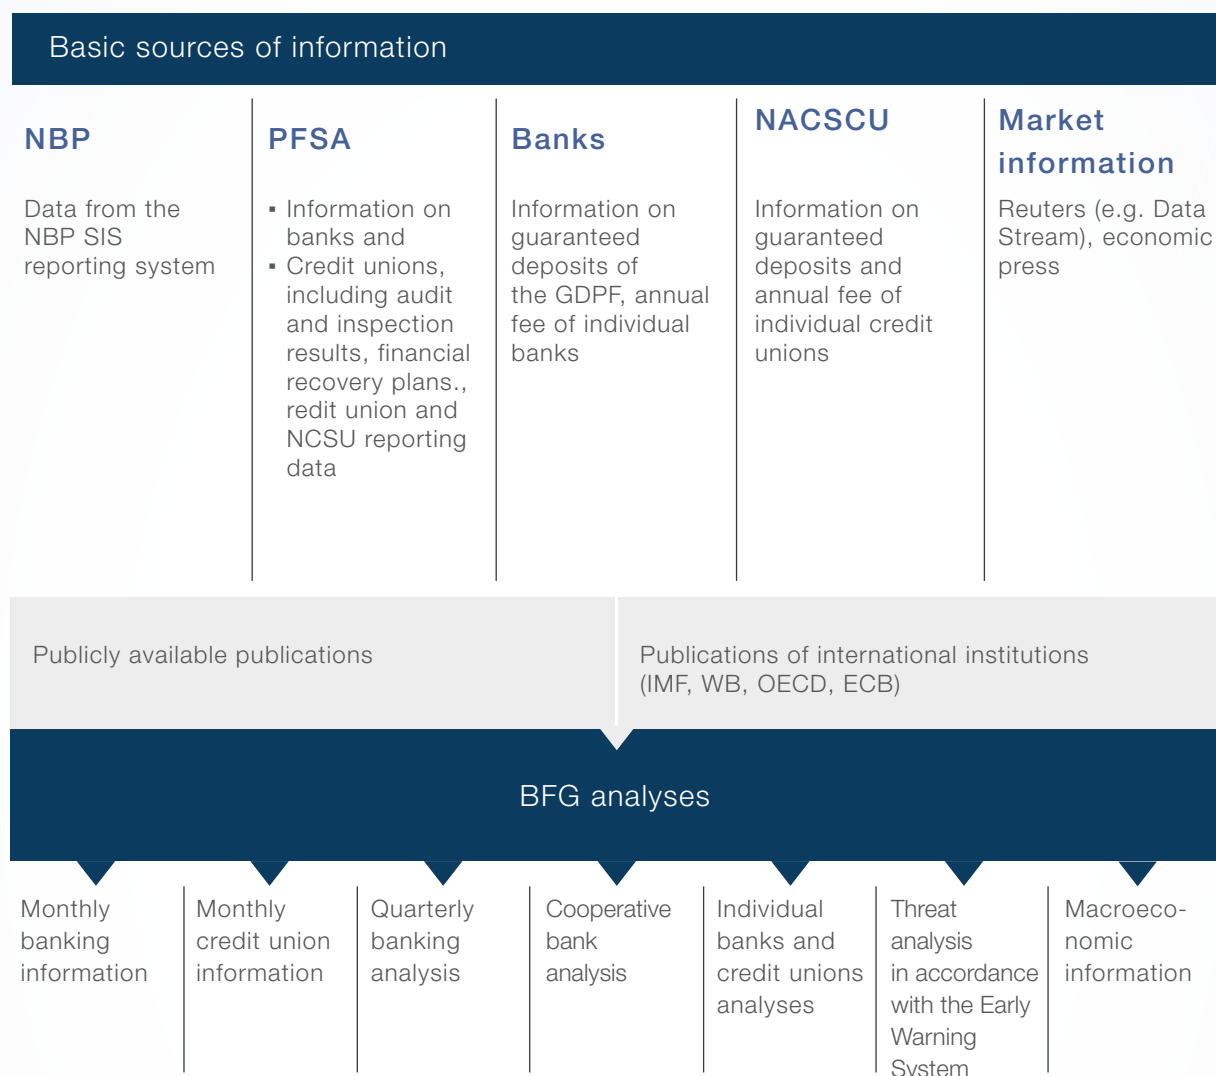 Basic sources of information
NBP
Data from the
NBP SIS
reporting system
PFSA
▪ Information on
banks and
▪ Credit unions,
including audit
and inspection
results, financial
recovery plans.,
redit union and
NCSU reporting
data
Banks
Information on
guaranteed
deposits of
the GDPF, annual
fee of individual
banks
NACSCU
Information on
guaranteed
deposits and
annual fee of
individual credit
unions
Market
information
Reuters (e.g. Data
Stream), economic
press
Publicly available publications
Publications of international institutions
(IMF, WB, OECD, ECB)
BFG analyses
Monthly
banking
information
Monthly
credit union
information
Quarterly
banking
analysis
Cooperative
bank
analysis
Individual
banks and
credit unions
analyses
Threat
analysis
in accordance
with the Early
Warning
System
Macroeco-
nomic
information